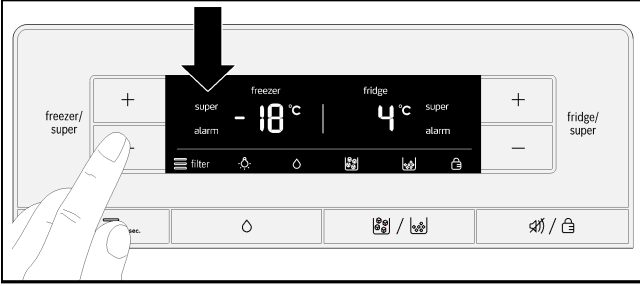 freezer
fridge
super
-18 °C
4 °C
super
alarm
alarm
filter
freezer/
super
+
-
+
-
fridge/
super
sec.
/
/